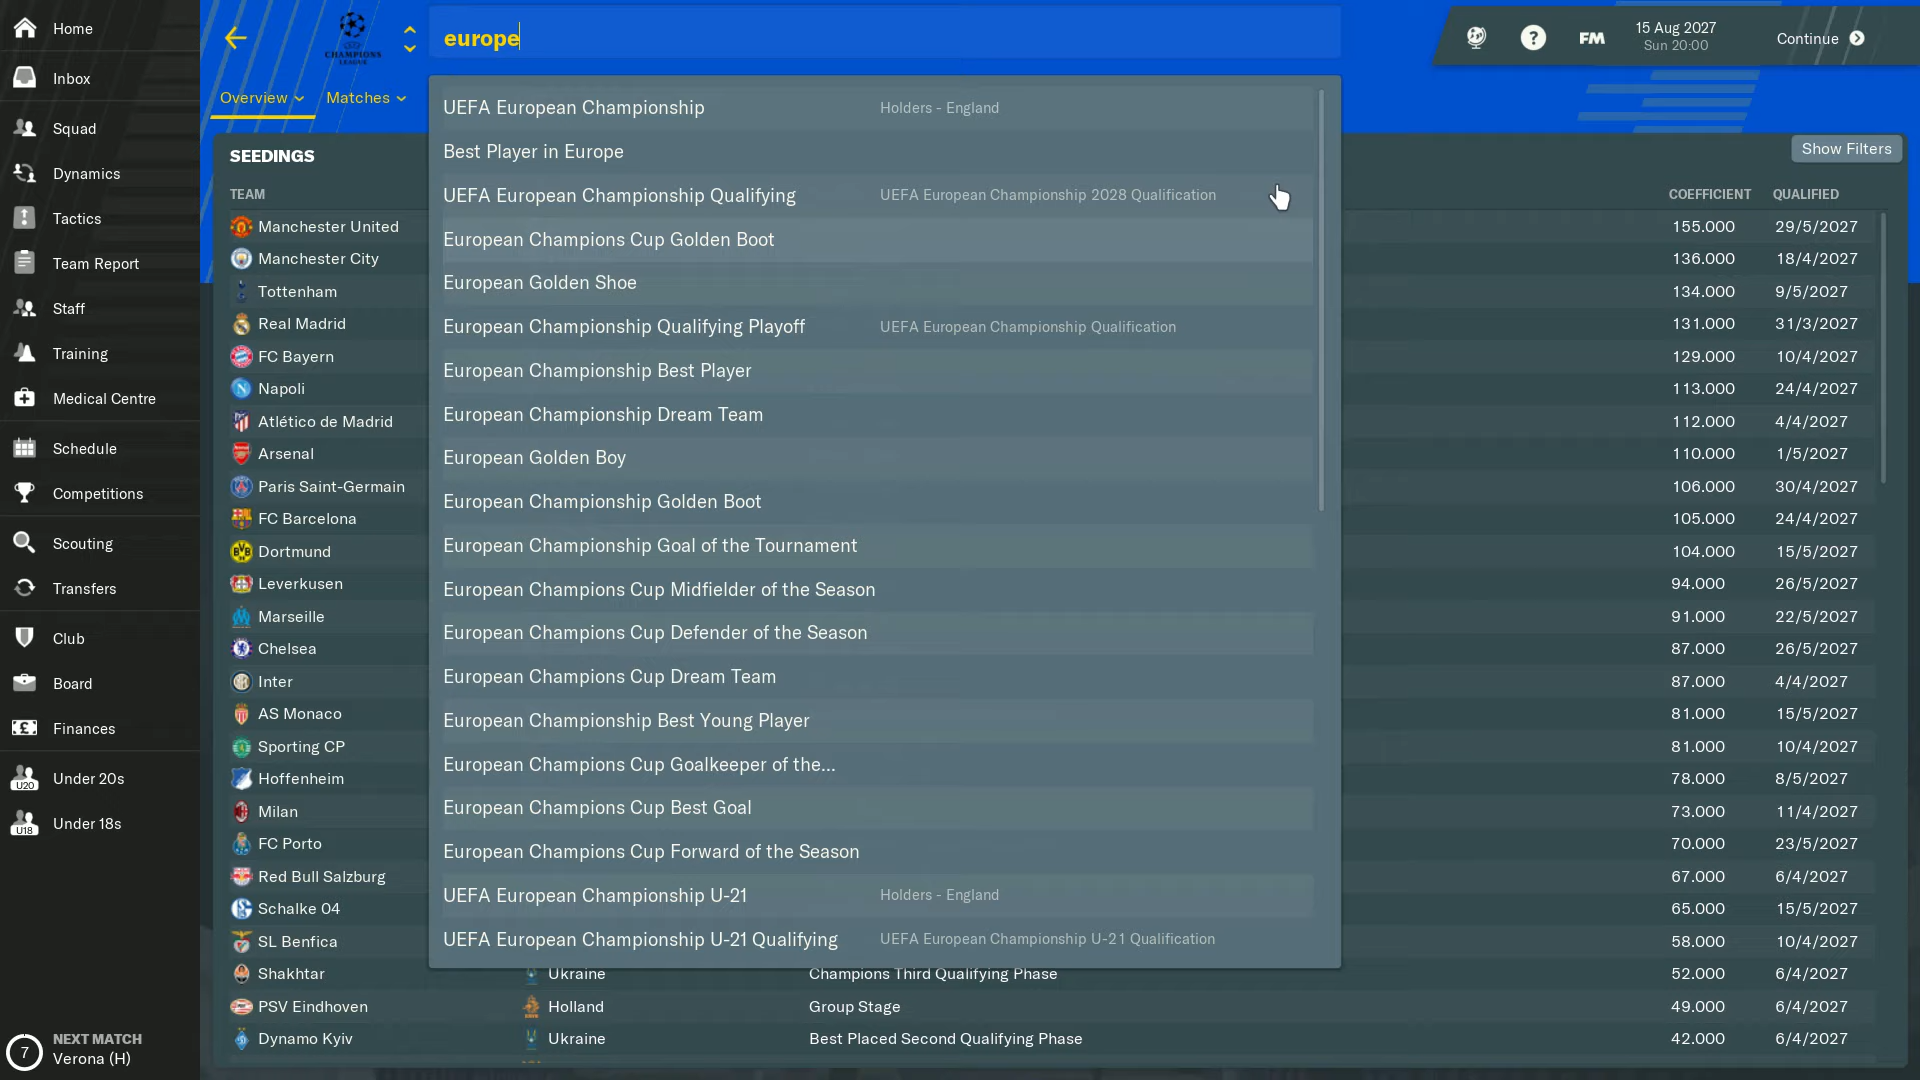 Home
Inbox
Squad
Dynamics
Tactics
Team Report
Staff
Training
Medical Centre
Schedule
Competitions
Scouting
Transfers
Club
Board
Finances
U20 Under 20s
U18 Under 18s
7 NEXT MATCH
Verona (H)
CHAMPIONS
LEAGUE
europe
? FM
15 Aug 2027
Sun 20:00
Continue
Overview Matches
UEFA European Championship Holders - England
Best Player in Europe
UEFA European Championship Qualifying UEFA European Championship 2028 Qualification
European Champions Cup Golden Boot
European Golden Shoe
European Championship Qualifying Playoff UEFA European Championship Qualification
European Championship Best Player
European Championship Dream Team
European Golden Boy
European Championship Golden Boot
European Championship Goal of the Tournament
European Champions Cup Midfielder of the Season
European Champions Cup Defender of the Season
European Champions Cup Dream Team
European Championship Best Young Player
European Champions Cup Goalkeeper of the...
European Champions Cup Best Goal
European Champions Cup Forward of the Season
UEFA European Championship U-21 Holders - England
UEFA European Championship U-21 Qualifying UEFA European Championship U-21 Qualification
SEEDINGS
Show Filters
TEAM COEFFICIENT QUALIFIED
Manchester United 155.000 29/5/2027
Manchester City 136.000 18/4/2027
Tottenham 134.000 9/5/2027
Real Madrid 131.000 31/3/2027
FC Bayern 129.000 10/4/2027
Napoli 113.000 24/4/2027
Atlético de Madrid 112.000 4/4/2027
Arsenal 110.000 1/5/2027
Paris Saint-Germain 106.000 30/4/2027
FC Barcelona 105.000 24/4/2027
Dortmund 104.000 15/5/2027
Leverkusen 94.000 26/5/2027
Marseille 91.000 22/5/2027
Chelsea 87.000 26/5/2027
Inter 87.000 4/4/2027
AS Monaco 81.000 15/5/2027
Sporting CP 81.000 10/4/2027
Hoffenheim 78.000 8/5/2027
Milan 73.000 11/4/2027
FC Porto 70.000 23/5/2027
Red Bull Salzburg 67.000 6/4/2027
Schalke 04 65.000 15/5/2027
SL Benfica 58.000 10/4/2027
Shakhtar Ukraine Champions Third Qualifying Phase 52.000 6/4/2027
PSV Eindhoven Holland Group Stage 49.000 6/4/2027
Dynamo Kyiv Ukraine Best Placed Second Qualifying Phase 42.000 6/4/2027